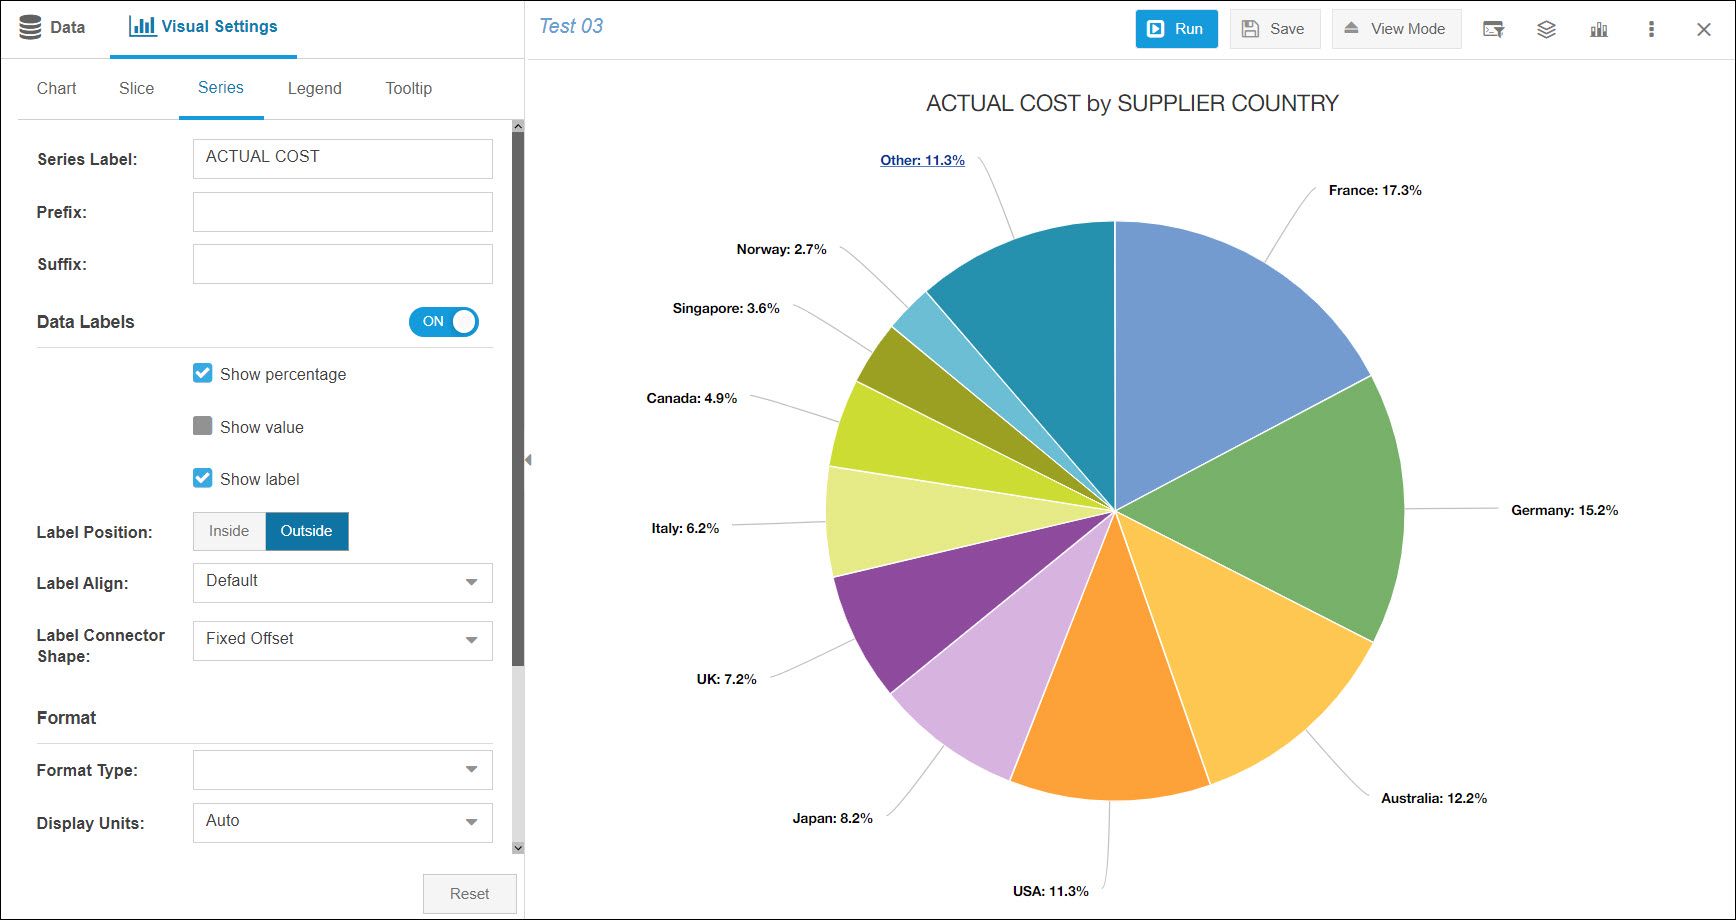 Data
Visual Settings
Test 03
Run
Save
View Mode
Chart
Slice
Series
Legend
Tooltip
Series Label:
ACTUAL COST
Prefix:
Suffix:
Data Labels
ON
Show percentage
Show value
Show label
Label Position:
Inside
Outside
Label Align:
Default
Label Connector
Shape:
Fixed Offset
Format
Format Type:
Display Units:
Auto
Reset
ACTUAL COST by SUPPLIER COUNTRY
Other: 11.3%
France: 17.3%
Norway: 2.7%
Singapore: 3.6%
Canada: 4.9%
Germany: 15.2%
Italy: 6.2%
UK: 7.2%
Australia: 12.2%
Japan: 8.2%
USA: 11.3%